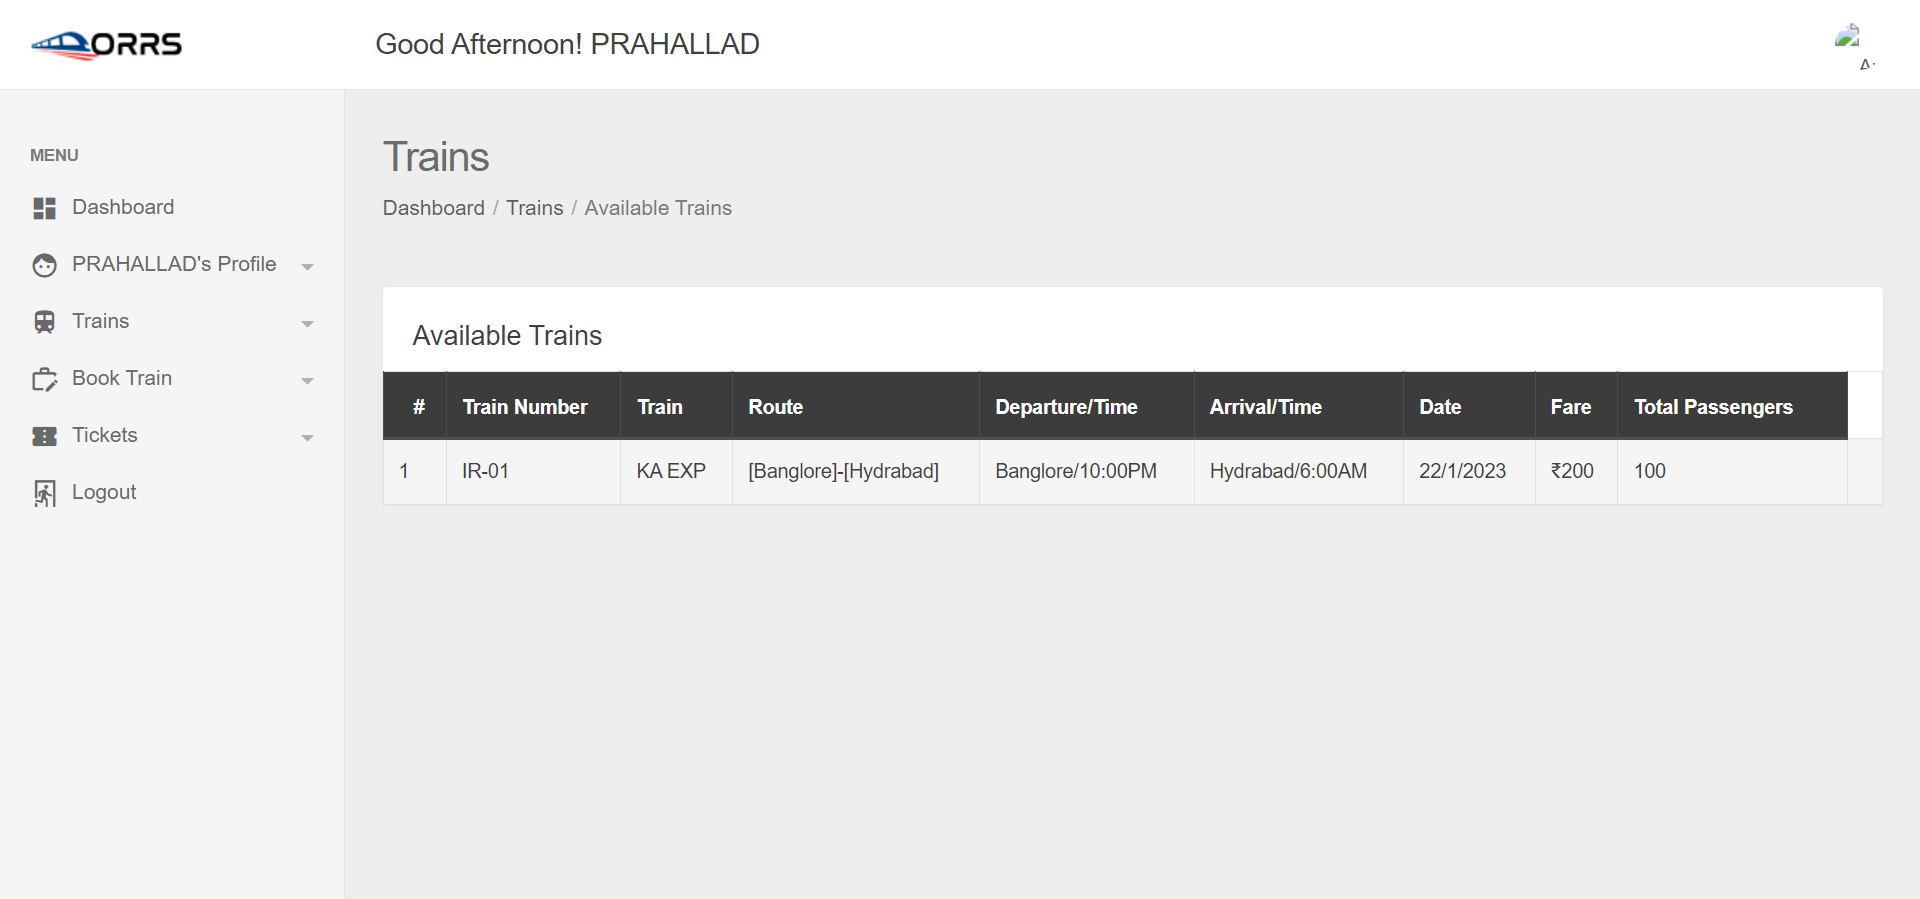 ORRS
Good Afternoon! PRAHALLAD
MENU
Dashboard
PRAHALLAD's Profile
Trains
Book Train
Tickets
Logout
Trains
Dashboard / Trains / Available Trains
Available Trains
# Train Number Train Route Departure/Time Arrival/Time Date Fare Total Passengers
1 IR-01 KA EXP [Banglore]-[Hydrabad] Banglore/10:00PM Hydrabad/6:00AM 22/1/2023 ₹200 100